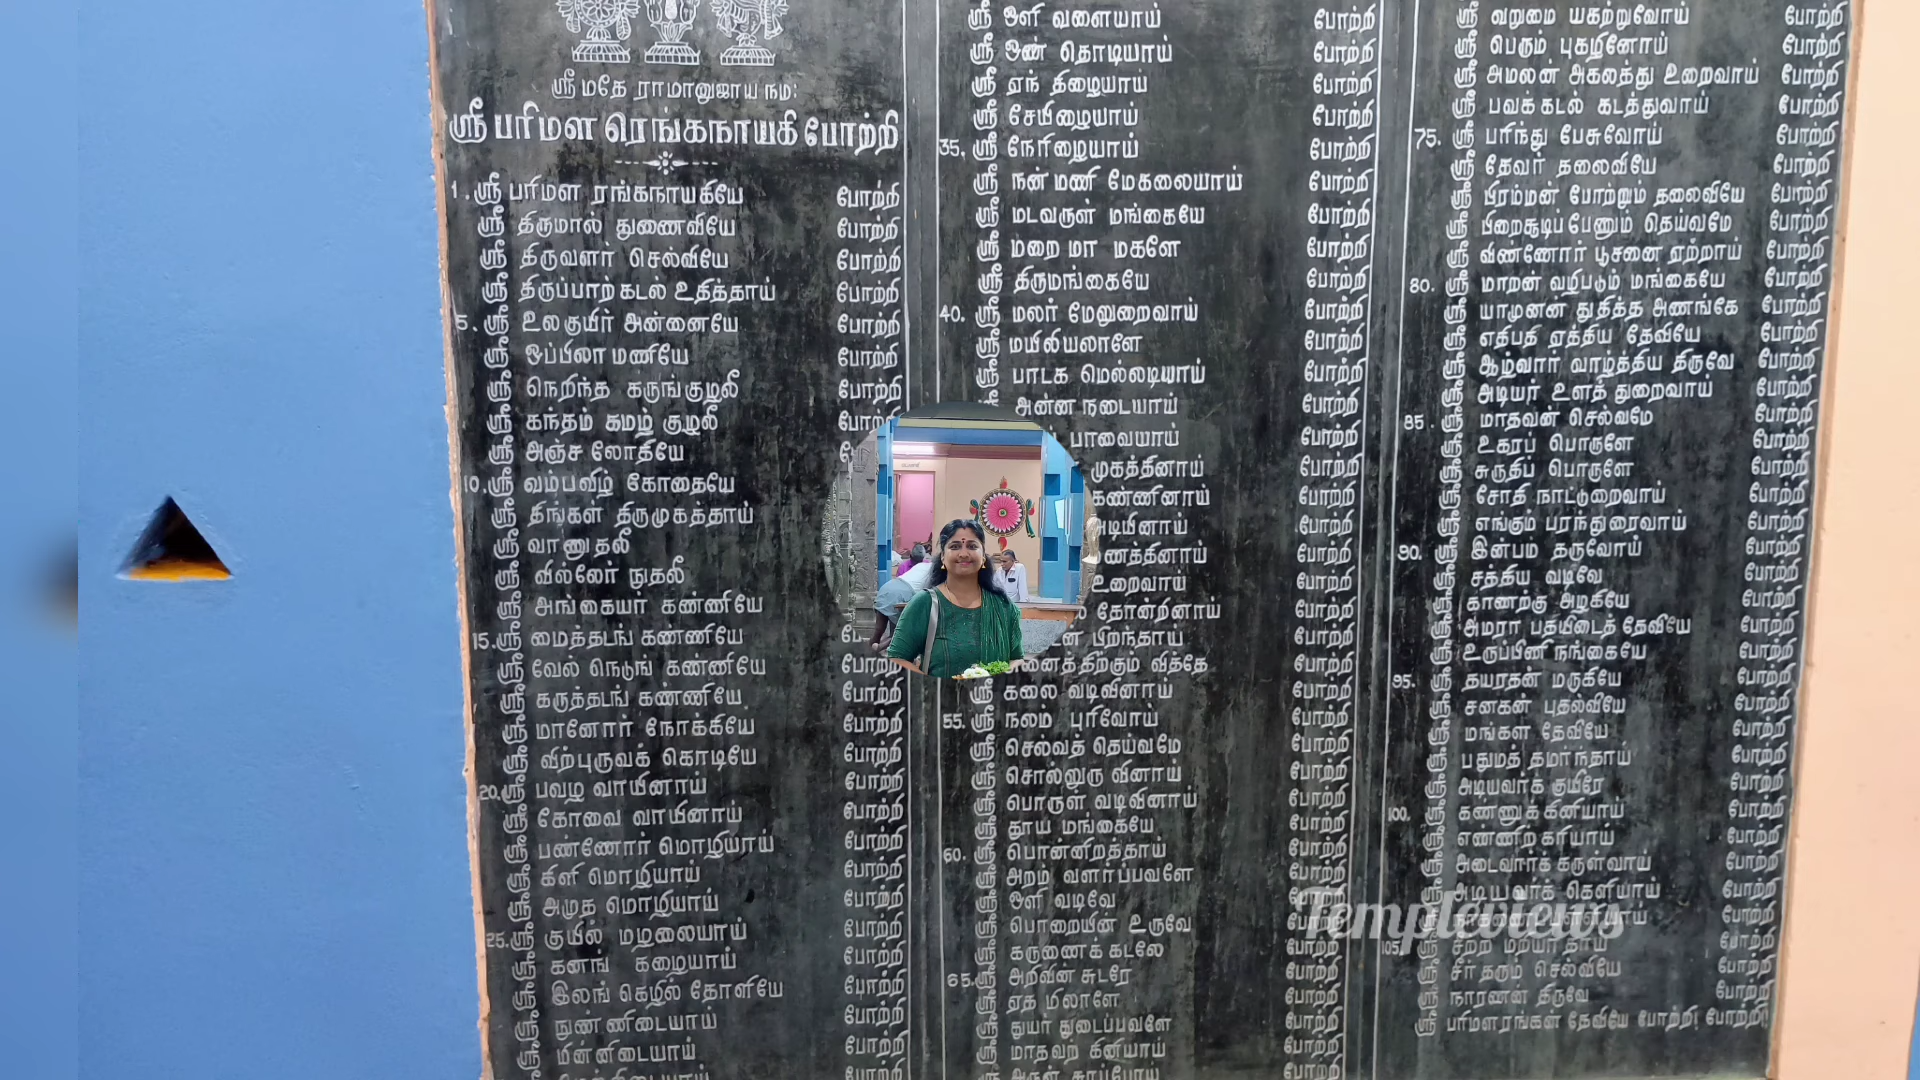 ஸ்ரீ மதே ராமானுஜாய நம:
ஸ்ரீ பரிமள ரெங்கநாயகி போற்றி
1. ஸ்ரீ பரிமள ரங்கநாயகியே போற்றி
ஸ்ரீ திருமால் துணைவியே போற்றி
ஸ்ரீ திருவளர் செல்வியே போற்றி
ஸ்ரீ திருப்பாற்கடல் உதித்தாய் போற்றி
5. ஸ்ரீ உலகுயிர் அன்னையே போற்றி
ஸ்ரீ ஒப்பிலா மணியே போற்றி
ஸ்ரீ நெறிந்த கருங்குழலீ போற்றி
ஸ்ரீ கந்தம் கமழ் குழலீ போற்றி
ஸ்ரீ அஞ்ச லோதியே
10. ஸ்ரீ வம்பவிழ் கோதையே
ஸ்ரீ திங்கள் திருமுகத்தாய்
ஸ்ரீ வாணுதலீ
ஸ்ரீ வில்லேர் நுதலீ
ஸ்ரீ அங்கையர் கண்ணியே
15. ஸ்ரீ மைத்தடங் கண்ணியே
ஸ்ரீ வேல் நெடுங் கண்ணியே போற்றி
ஸ்ரீ கருத்தடங் கண்ணியே போற்றி
ஸ்ரீ மானோர் நோக்கியே போற்றி
ஸ்ரீ விற்புருவக் கொடியே போற்றி
20. ஸ்ரீ பவழ வாயினாய் போற்றி
ஸ்ரீ கோவை வாயினாய் போற்றி
ஸ்ரீ பண்ணோர் மொழியாய் போற்றி
ஸ்ரீ கிளி மொழியாய் போற்றி
ஸ்ரீ அமுத மொழியாய் போற்றி
25. ஸ்ரீ குயில் மழலையாய் போற்றி
ஸ்ரீ கனங் கழையாய் போற்றி
ஸ்ரீ இலங் கெழில் தோளியே போற்றி
ஸ்ரீ நுண்ணிடையாய் போற்றி
ஸ்ரீ மின்னிடையாய் போற்றி
ஸ்ரீ ஒளி வளையாய் போற்றி
ஸ்ரீ ஒண் தொடியாய் போற்றி
ஸ்ரீ ஏந் திழையாய் போற்றி
ஸ்ரீ சேயிழையாய் போற்றி
35. ஸ்ரீ நேரிழையாய் போற்றி
ஸ்ரீ நன் மணி மேகலையாய் போற்றி
ஸ்ரீ மடவருள் மங்கையே போற்றி
ஸ்ரீ மறை மா மகளே போற்றி
ஸ்ரீ திருமங்கையே போற்றி
40. ஸ்ரீ மலர் மேலுறைவாய் போற்றி
ஸ்ரீ மயிலியலாளே போற்றி
ஸ்ரீ பாடக மெல்லடியாய் போற்றி
அன்ன நடையாய் போற்றி
பாவையாய் போற்றி
முகத்தினாய் போற்றி
கண்ணினாய் போற்றி
போற்றி
போற்றி
உறைவாய் போற்றி
தோன்றினாய் போற்றி
பிறந்தாய் போற்றி
வித்தே போற்றி
ஸ்ரீ கலை வடிவினாய் போற்றி
55. ஸ்ரீ நலம் புரிவோய் போற்றி
ஸ்ரீ செல்வத் தெய்வமே போற்றி
ஸ்ரீ சொல்லுரு வினாய் போற்றி
ஸ்ரீ பொருள் வடிவினாய் போற்றி
ஸ்ரீ தூய மங்கையே போற்றி
60. ஸ்ரீ பொன்னிறத்தாய் போற்றி
ஸ்ரீ அறம் வளர்ப்பவளே போற்றி
ஸ்ரீ ஒளி வடிவே போற்றி
ஸ்ரீ பொறையின் உருவே போற்றி
ஸ்ரீ கருணைக் கடலே போற்றி
65. ஸ்ரீ அறிவின் சுடரே போற்றி
ஸ்ரீ ஏத மிலாளே போற்றி
ஸ்ரீ துயர் துடைப்பவளே போற்றி
ஸ்ரீ மாதவற் கினியாய் போற்றி
ஸ்ரீ அருள் சுரப்போய் போற்றி
ஸ்ரீ வறுமை யகற்றுவோய் போற்றி
ஸ்ரீ பெரும் புகழினோய் போற்றி
ஸ்ரீ அமலன் அகலத்து உறைவாய் போற்றி
ஸ்ரீ பவக் கடல் கடத்துவாய் போற்றி
75. ஸ்ரீ பரிந்து பேசுவோய் போற்றி
ஸ்ரீ தேவர் தலைவியே போற்றி
ஸ்ரீ பிரம்மன் போற்றும் தலைவியே போற்றி
ஸ்ரீ பிறைசூடிப் பேணும் தெய்வமே போற்றி
ஸ்ரீ விண்ணோர் பூசனை ஏற்றாய் போற்றி
80. ஸ்ரீ மாறன் வழிபடும் மங்கையே போற்றி
ஸ்ரீ யாமுனன் துதித்த அணங்கே போற்றி
ஸ்ரீ எதிபதி ஏத்திய தேவியே போற்றி
ஸ்ரீ ஆழ்வார் வாழ்த்திய திருவே போற்றி
ஸ்ரீ அடியர் உளத் துறைவாய் போற்றி
85. ஸ்ரீ மாதவன் செல்வமே போற்றி
ஸ்ரீ உகரப் பொருளே போற்றி
ஸ்ரீ சுருதிப் பொருளே போற்றி
ஸ்ரீ சோதி நாட்டுறைவாய் போற்றி
ஸ்ரீ எங்கும் பரந்துரைவாய் போற்றி
90. ஸ்ரீ இன்பம் தருவோய் போற்றி
ஸ்ரீ சத்திய வடிவே போற்றி
ஸ்ரீ காணற்கு அழகியே போற்றி
ஸ்ரீ அமரா பதியிடைத் தேவியே போற்றி
ஸ்ரீ உருப்பிணி நங்கையே போற்றி
95. ஸ்ரீ தயரதன் மருகியே போற்றி
ஸ்ரீ சனகன் புதல்வியே போற்றி
ஸ்ரீ மங்கள தேவியே போற்றி
ஸ்ரீ பதுமத் தமர்ந்தாய் போற்றி
ஸ்ரீ அடியவர்க் குயிரே போற்றி
100. ஸ்ரீ கண்ணுக் கினியாய் போற்றி
ஸ்ரீ எண்ணிற் கரியாய் போற்றி
ஸ்ரீ அடைவார்க் கருள்வாய் போற்றி
ஸ்ரீ அடியவர்க் கெளியாய் போற்றி
ஸ்ரீ போற்றி
105. ஸ்ரீ போற்றி
ஸ்ரீ சீர் தரும் செல்வியே போற்றி
ஸ்ரீ நாரணன் திருவே போற்றி
ஸ்ரீ பரிமளரங்கன் தேவியே போற்றி! போற்றி!
Templeviews